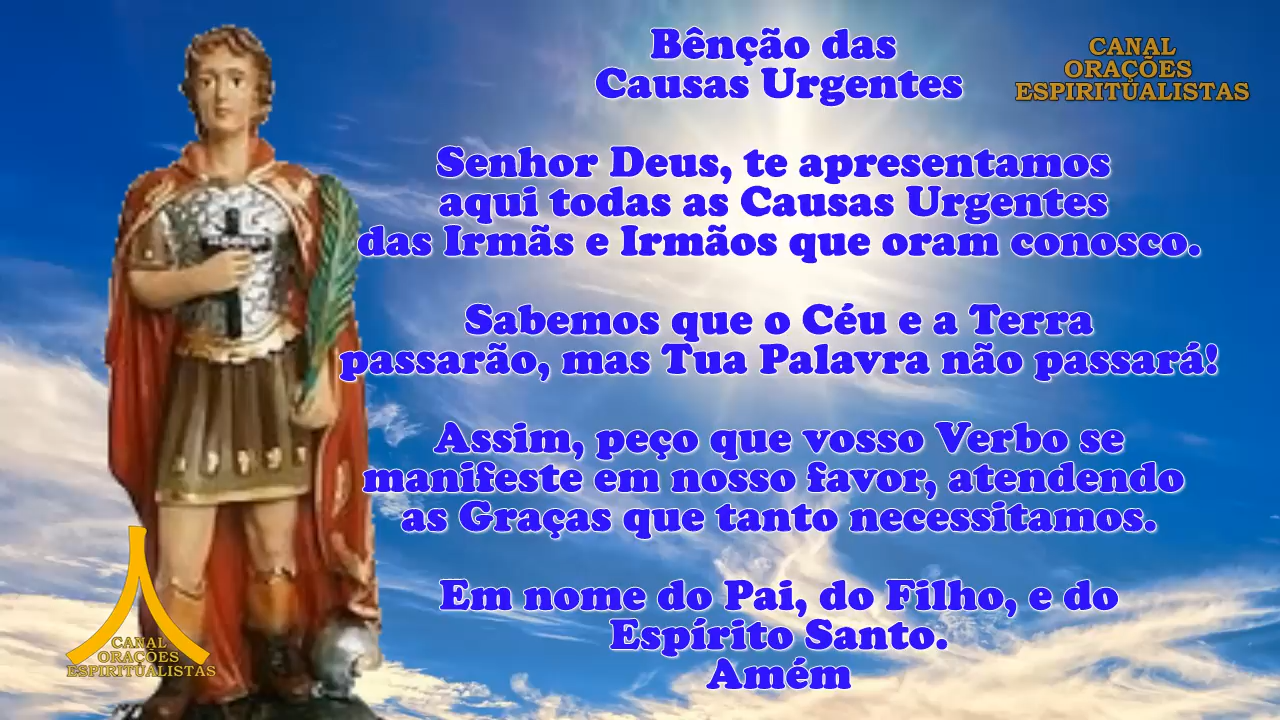 Bênção das
Causas Urgentes
CANAL
ORAÇÕES
ESPIRITUALISTAS
Senhor Deus, te apresentamos
aqui todas as Causas Urgentes
das Irmãs e Irmãos que oram conosco.
Sabemos que o Céu e a Terra
passarão, mas Tua Palavra não passará!
Assim, peço que vosso Verbo se
manifeste em nosso favor, atendendo
as Graças que tanto necessitamos.
Em nome do Pai, do Filho, e do
Espírito Santo.
Amém
CANAL
ORAÇÕES
ESPIRITUALISTAS